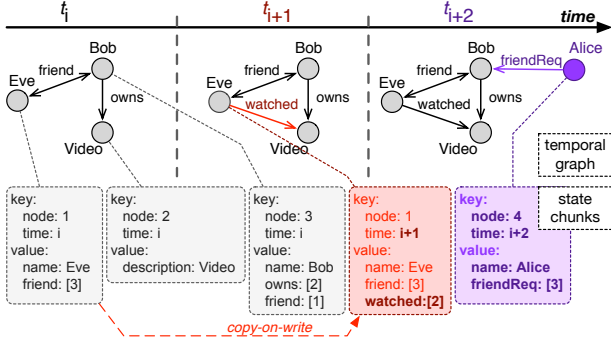 ti
ti+1
ti+2
time
Bob
Eve
friend
owns
Video
Bob
Eve
friend
watched
owns
Video
Bob
Alice
friendReq
Eve
friend
watched
owns
Video
temporal
graph
state
chunks
key:
node: 1
time: i
value:
name: Eve
friend: [3]
key:
node: 2
time: i
value:
description: Video
key:
node: 3
time: i
value:
name: Bob
owns: [2]
friend: [1]
key:
node: 1
time: i+1
value:
name: Eve
friend: [3]
watched:[2]
key:
node: 4
time: i+2
value:
name: Alice
friendReq: [3]
copy-on-write